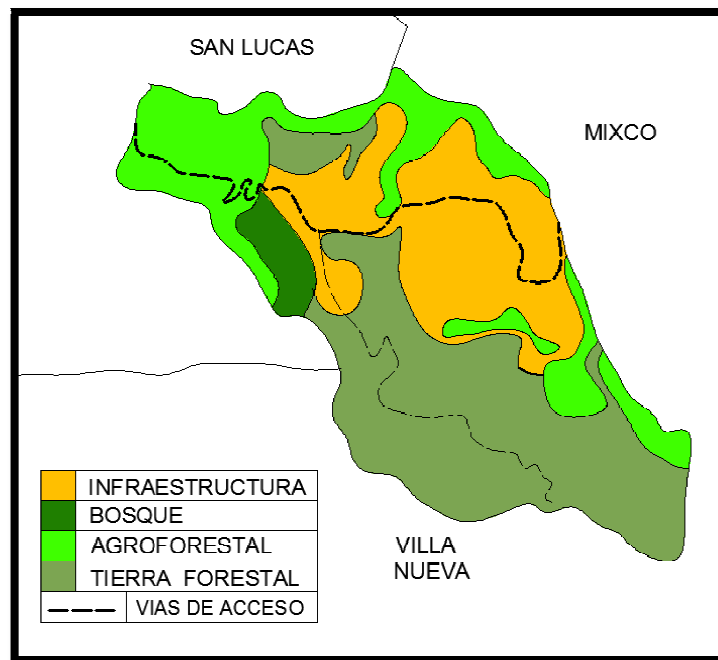 SAN LUCAS
MIXCO
INFRAESTRUCTURA
BOSQUE
AGROFORESTAL
TIERRA FORESTAL
VIAS DE ACCESO
VILLA
NUEVA